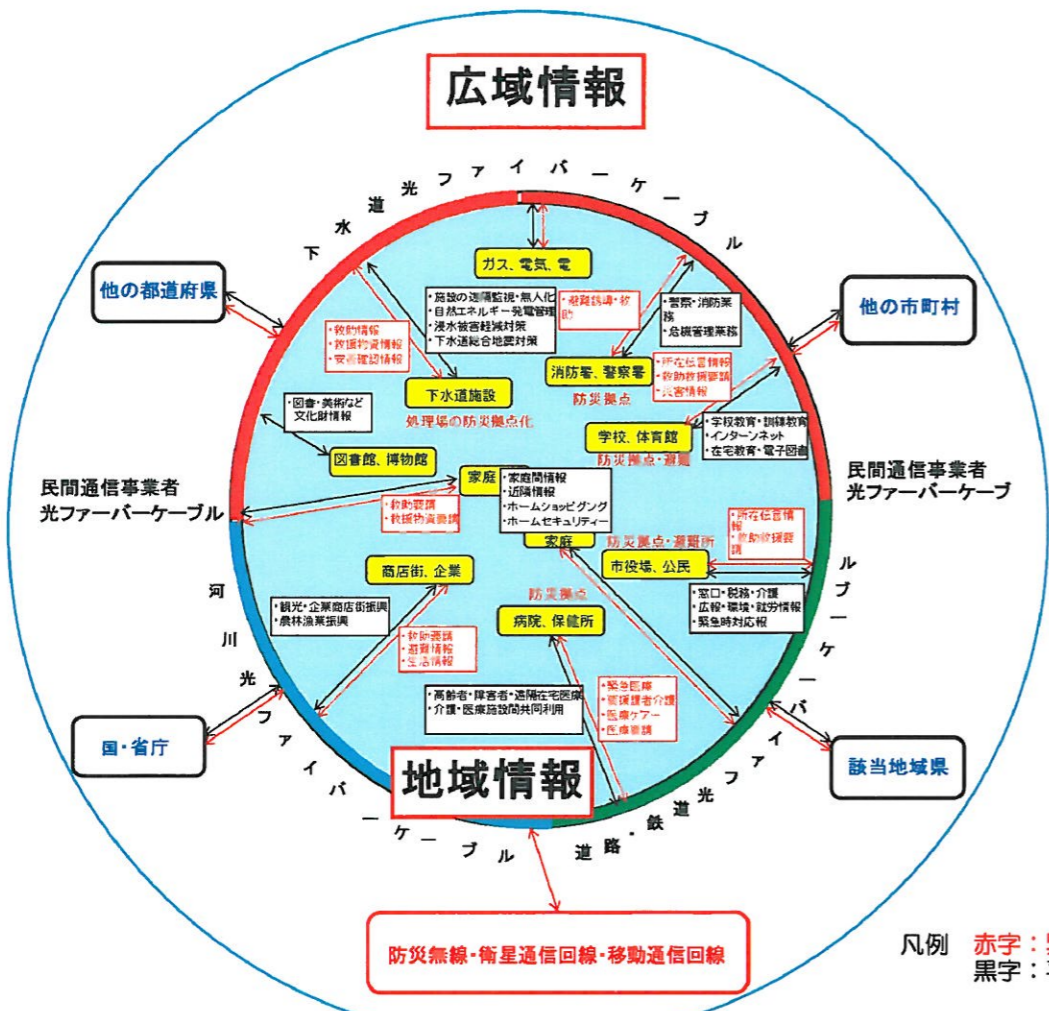 広域情報
下水道光ファイバーケーブル
他の都道府県
他の市町村
ガス、電気、電
・施設の遠隔監視・無人化
・自然エネルギー発電管理
・浸水被害軽減対策
・下水道総合地震対策
・避難誘導・救
助
・警察・消防業
務
・危機管理業務
・救助情報
・救援物資情報
・安否確認情報
下水道施設
処理場の防災拠点化
消防署、警察署
防災拠点
・所在伝言情報
・救助救援要請
・災害情報
・図書・美術など
文化財情報
図書館、博物館
学校、体育館
防災拠点・避難
・学校教育・訓練教育
・インターンネット
・在宅教育・電子図書
民間通信事業者
光ファーバーケーブル
民間通信事業者
光ファーバーケーブ
家庭
・家庭間情報
・近隣情報
・ホームショッピグング
・ホームセキュリティー
・救助要請
・救援物資要請
家庭
防災拠点・避難所
・所在伝言情
報
・救助救援要
請
市役場、公民
・窓口・税務・介護
・広報・環境・就労情報
・緊急時対応報
商店街、企業
・観光・企業商店街振興
・農林漁業振興
・救助要請
・避難情報
・生活情報
防災拠点
病院、保健所
・高齢者・障害者・遠隔在宅医療
・介護・医療施設間共同利用
・緊急医療
・要援護者介護
・医療ケアー
・医療要請
河川光ファイバーケーブル
道路・鉄道光ファイバーケーブル
国・省庁
地域情報
該当地域県
防災無線・衛星通信回線・移動通信回線
凡例 赤字：
黒字：